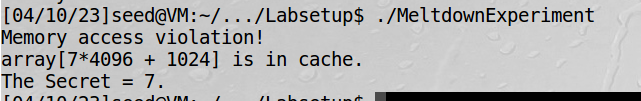 [04/10/23]seed@VM:~/.../Labsetup$ ./MeltdownExperiment
Memory access violation!
array[7*4096 + 1024] is in cache.
The Secret = 7.
[04/10/23]seed@VM:~/.../Labsetup$